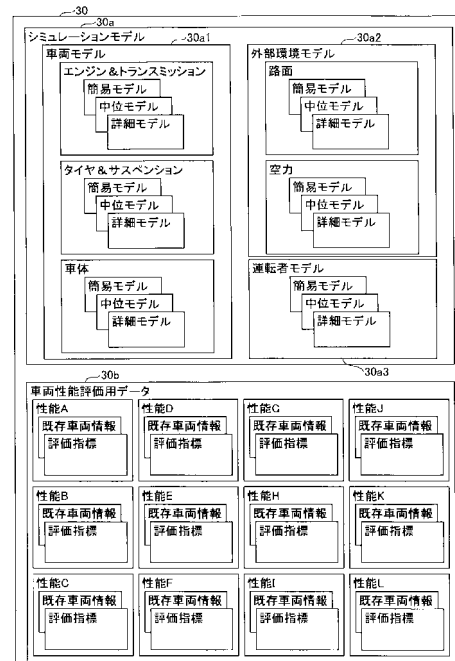 30
30a
シミュレーションモデル
30a1
車両モデル
エンジン&トランスミッション
簡易モデル
中位モデル
詳細モデル
タイヤ&サスペンション
簡易モデル
中位モデル
詳細モデル
車体
簡易モデル
中位モデル
詳細モデル
30a2
外部環境モデル
路面
簡易モデル
中位モデル
詳細モデル
空力
簡易モデル
中位モデル
詳細モデル
運転者モデル
簡易モデル
中位モデル
詳細モデル
30a3
30b
車両性能評価用データ
性能A
既存車両情報
評価指標
性能D
既存車両情報
評価指標
性能G
既存車両情報
評価指標
性能J
既存車両情報
評価指標
性能B
既存車両情報
評価指標
性能E
既存車両情報
評価指標
性能H
既存車両情報
評価指標
性能K
既存車両情報
評価指標
性能C
既存車両情報
評価指標
性能F
既存車両情報
評価指標
性能I
既存車両情報
評価指標
性能L
既存車両情報
評価指標